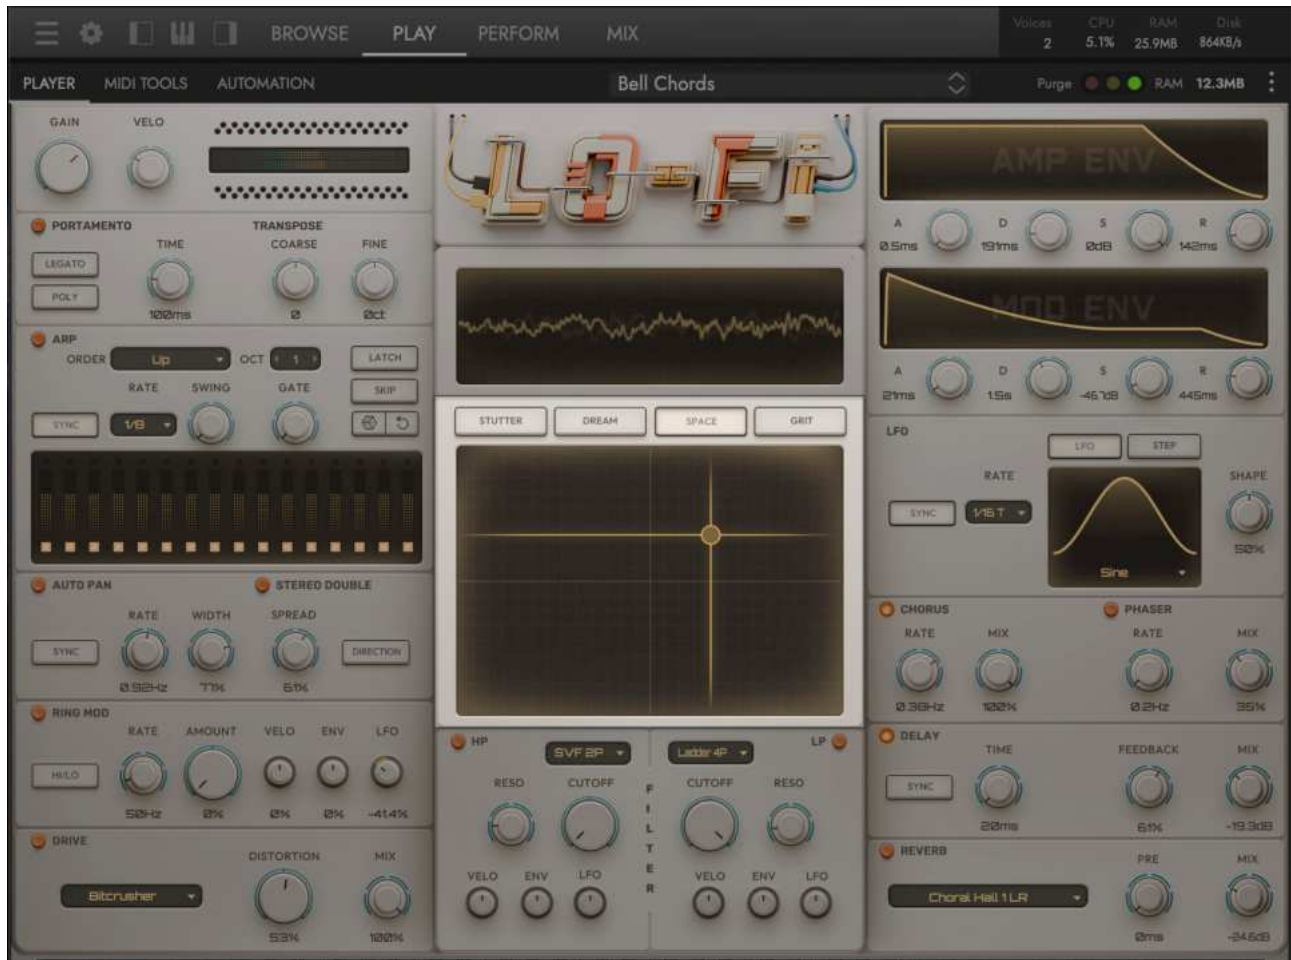 Voices CPU RAM Disk
BROWSE PLAY PERFORM MIX
2 5.1% 25.9MB 864KB/s
PLAYER MIDI TOOLS AUTOMATION Bell Chords Purge RAM 12.3MB
GAIN VELO
LO-FI
AMP ENV
A D S R
0.5ms 191ms 0dB 142ms
PORTAMENTO TRANSPOSE
TIME COARSE FINE
LEGATO
POLY
100ms 0 0ct
MOD ENV
A D S R
21ms 1.5s -46.7dB 445ms
ARP
ORDER Up OCT 1 LATCH
RATE SWING GATE SKIP
SYNC 1/8
STUTTER DREAM SPACE GRIT
LFO
LFO STEP
RATE SHAPE
SYNC 1/16 T
50%
Sine
AUTO PAN STEREO DOUBLE
RATE WIDTH SPREAD
SYNC DIRECTION
0.92Hz 77% 61%
CHORUS PHASER
RATE MIX RATE MIX
0.38Hz 100% 0.2Hz 35%
RING MOD
RATE AMOUNT VELO ENV LFO
HI/LO
50Hz 0% 0% 0% -41.4%
HP SVF 2P Ladder 4P LP
RESO CUTOFF CUTOFF RESO
FILTER
VELO ENV LFO VELO ENV LFO
DELAY
TIME FEEDBACK MIX
SYNC
20ms 61% -19.3dB
DRIVE
DISTORTION MIX
Bitcrusher
53% 100%
REVERB
PRE MIX
Choral Hall 1 LR
0ms -24.6dB